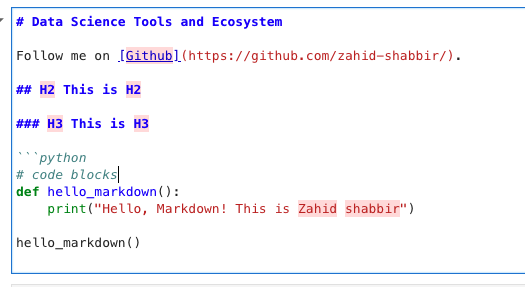 # Data Science Tools and Ecosystem
Follow me on [Github](https://github.com/zahid-shabbir/).
## H2 This is H2
### H3 This is H3
```python
# code blocks
def hello_markdown():
    print("Hello, Markdown! This is Zahid shabbir")
hello_markdown()